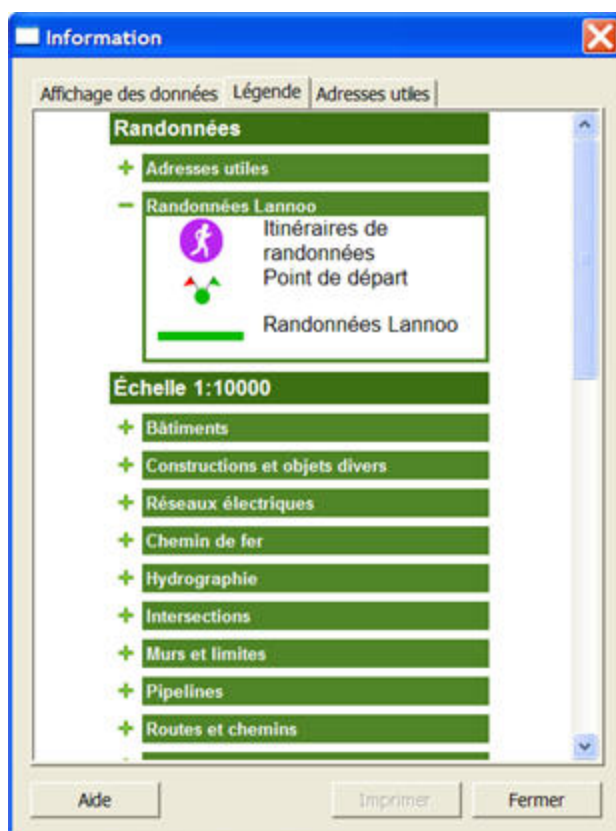 Information
Affichage des données Légende Adresses utiles
Randonnées
Adresses utiles
Randonnées Lannoo
Itinéraires de
randonnées
Point de départ
Randonnées Lannoo
Échelle 1:10000
Bâtiments
Constructions et objets divers
Réseaux électriques
Chemin de fer
Hydrographie
Intersections
Murs et limites
Pipelines
Routes et chemins
Aide Imprimer Fermer